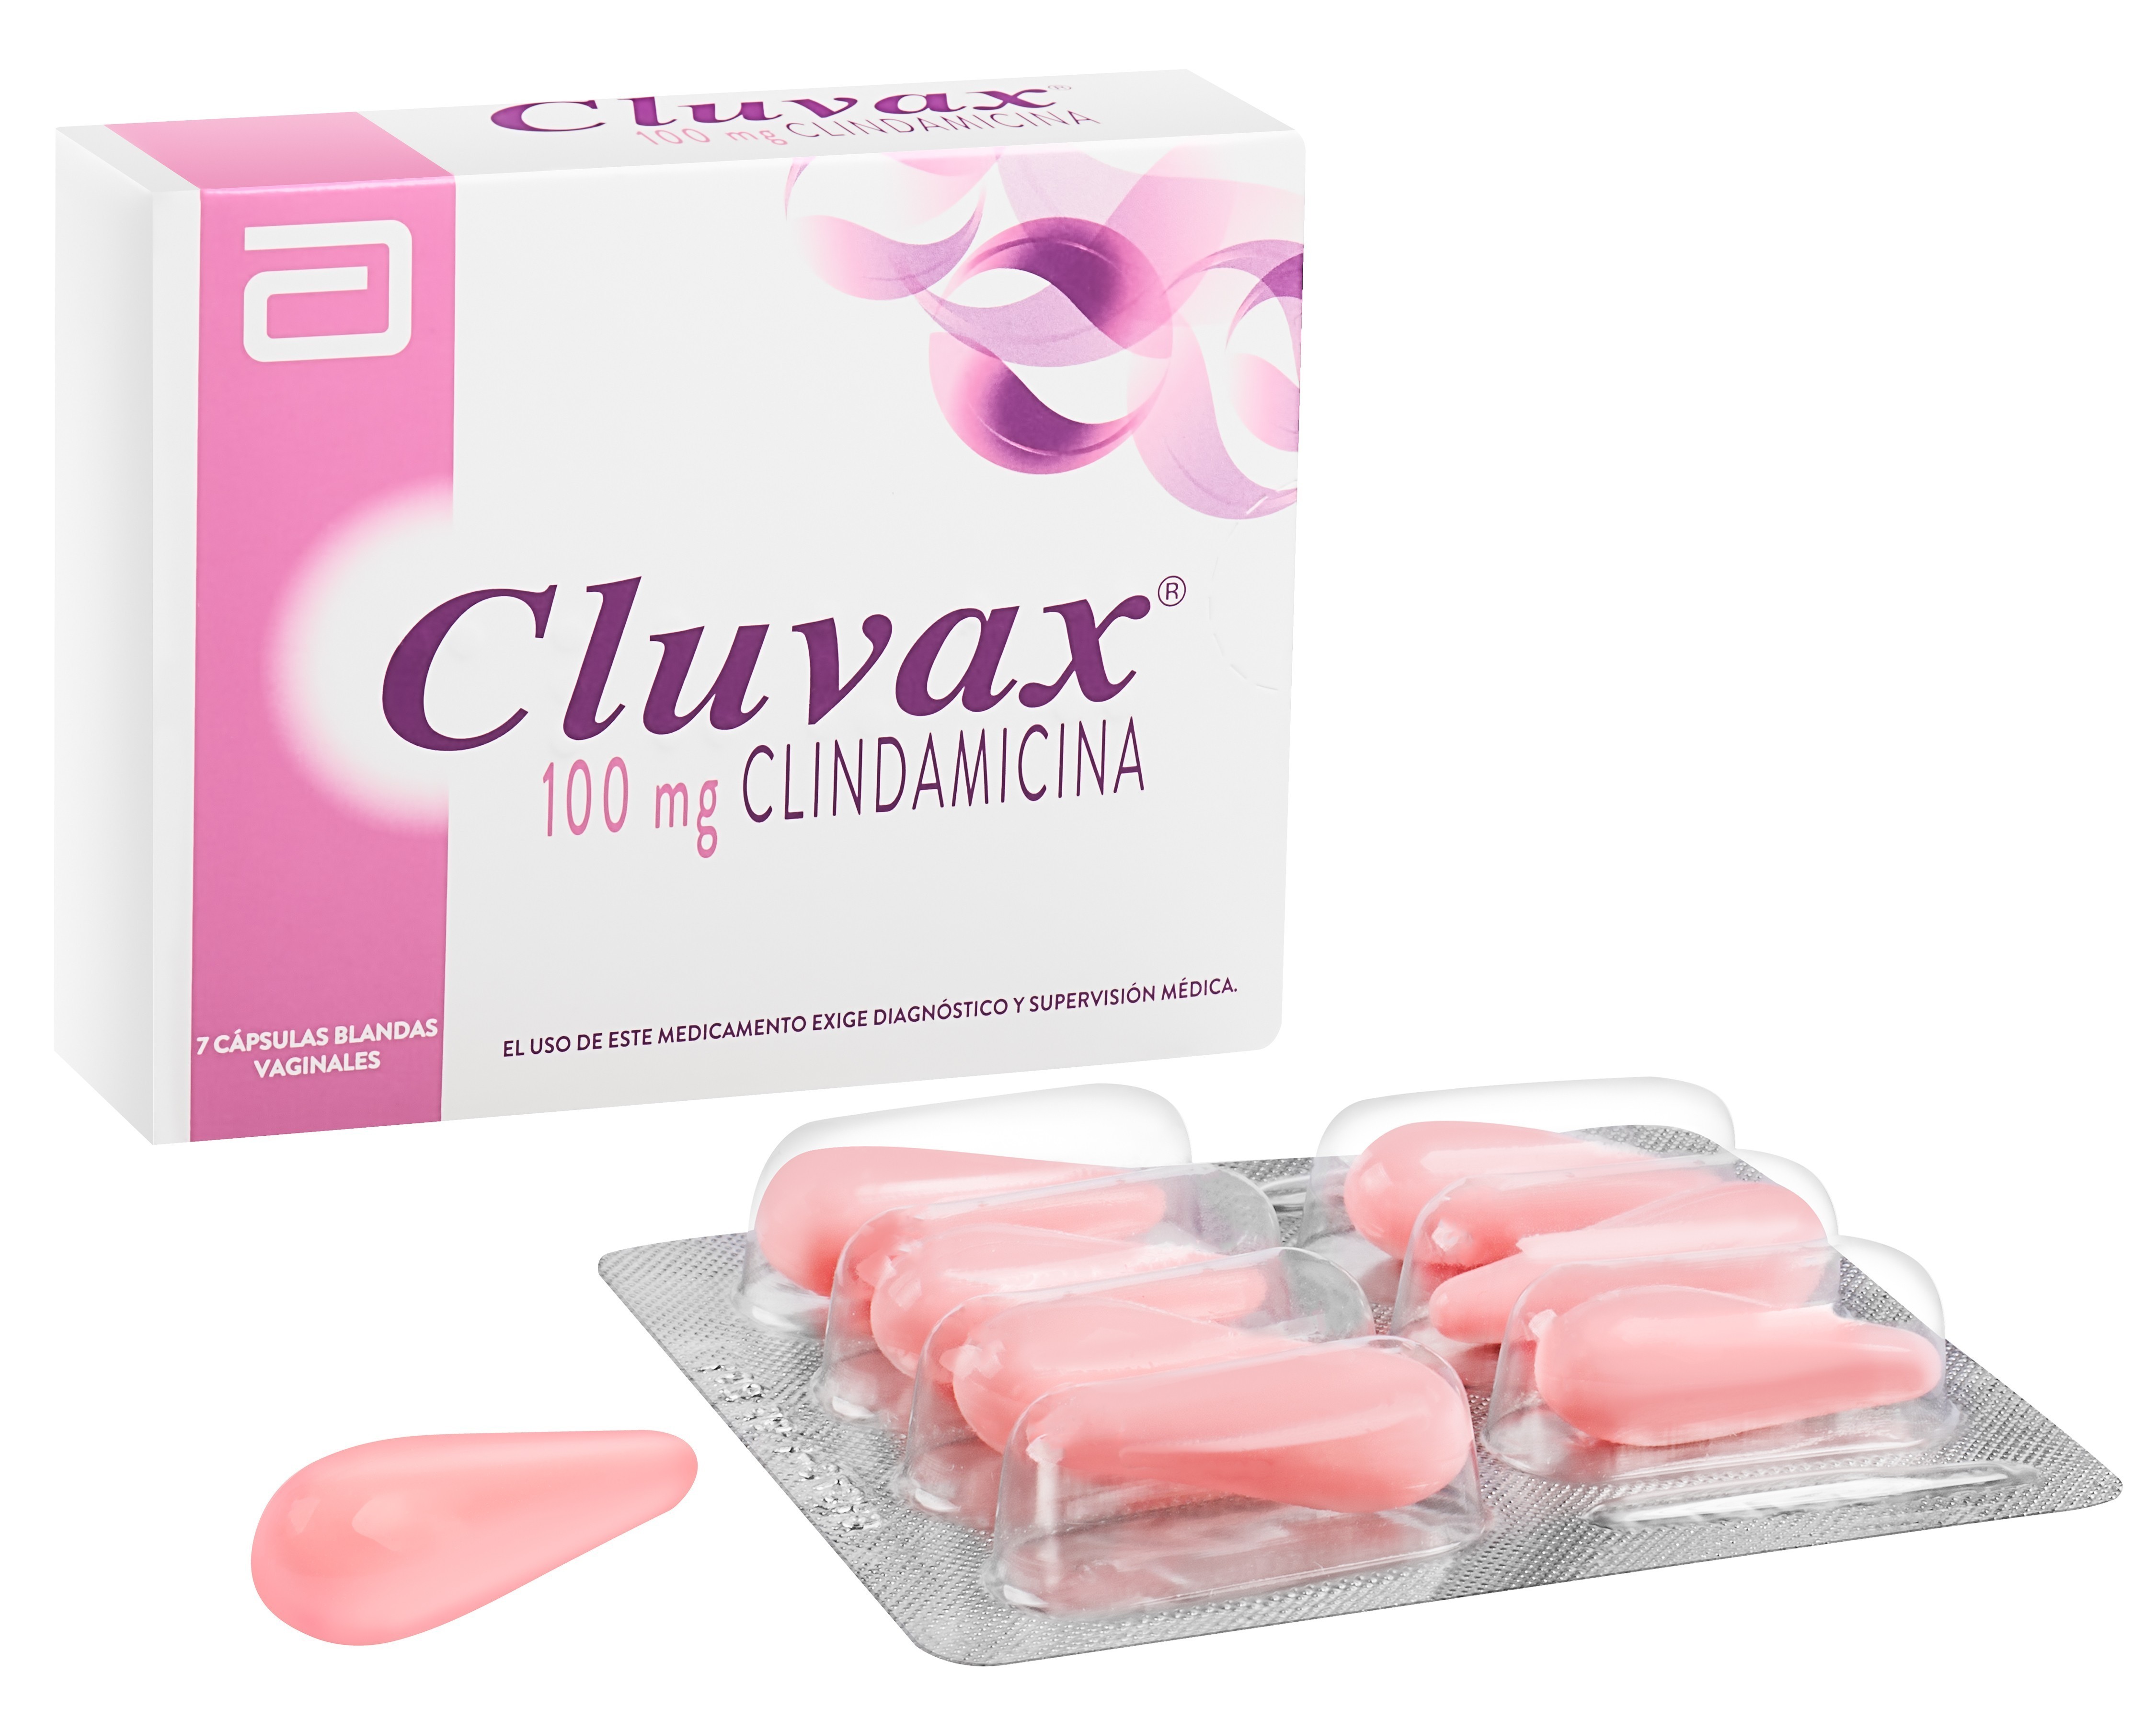 Cluvax®
100 mg CLINDAMICINA
Cluvax®
100 mg CLINDAMICINA
7 CÁPSULAS BLANDAS
VAGINALES
EL USO DE ESTE MEDICAMENTO EXIGE DIAGNÓSTICO Y SUPERVISIÓN MÉDICA.